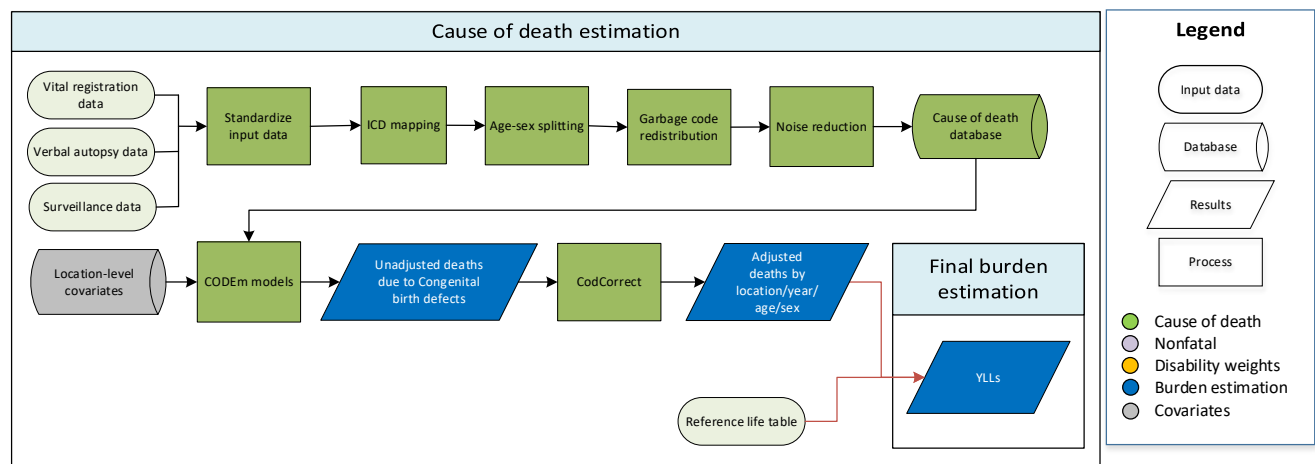 Cause of death estimation
Vital registration
data
Verbal autopsy data
Surveillance data
Standardize
input data
ICD mapping
Age-sex splitting
Garbage code
redistribution
Noise reduction
Cause of death
database
Location-level
covariates
CODEm models
Unadjusted deaths
due to Congenital
birth defects
CodCorrect
Adjusted
deaths by
location/year/
age/sex
Final burden
estimation
YLLs
Reference life table
Legend
Input data
Database
Results
Process
Cause of death
Nonfatal
Disability weights
Burden estimation
Covariates